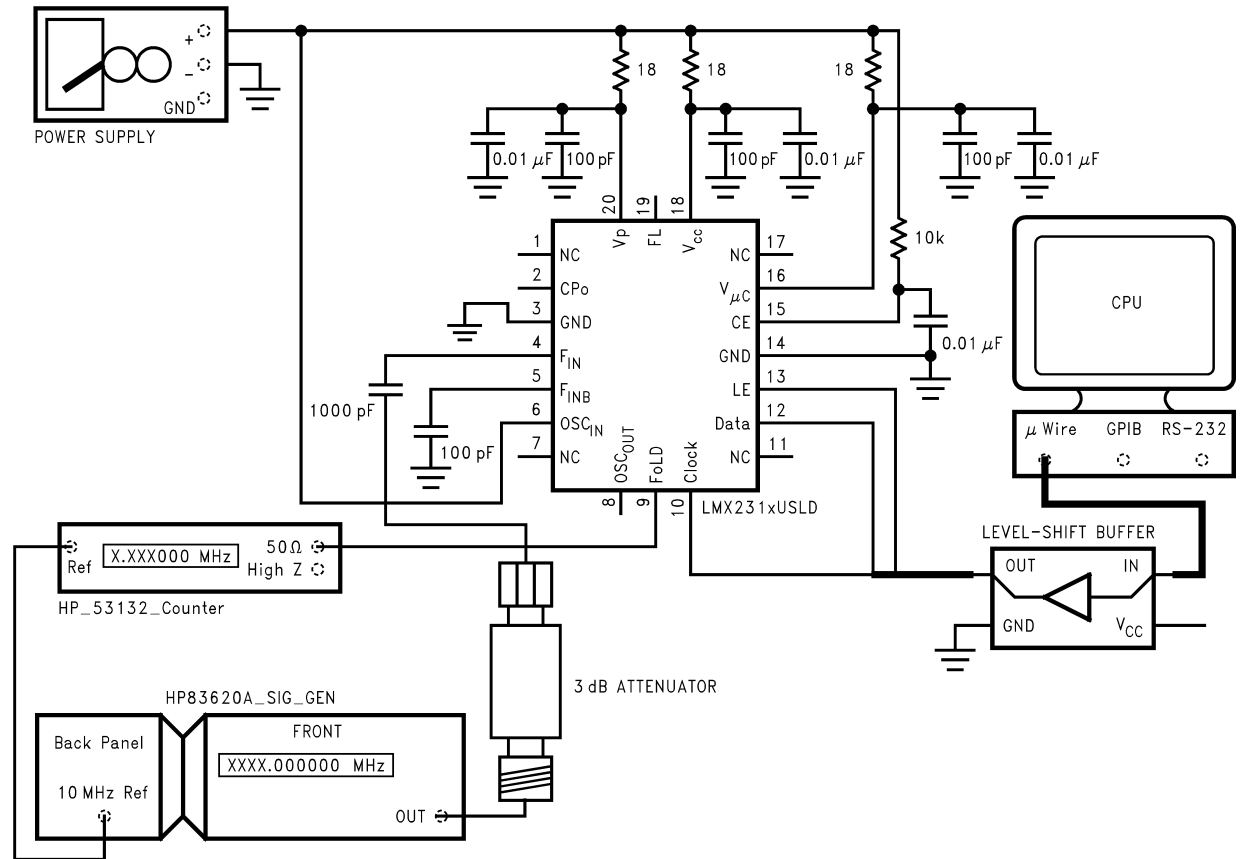 +
-
GND
POWER SUPPLY
18
18
18
0.01 μF
100 pF
100 pF
0.01 μF
100 pF
0.01 μF
20
19
18
Vp
FL
Vcc
1
NC
2
CPo
3
GND
4
FIN
5
FINB
6
OSCIN
7
NC
8
OSCOUT
9
FoLD
10
Clock
17
NC
16
VμC
15
CE
14
GND
13
LE
12
Data
11
NC
10k
0.01 μF
1000 pF
100 pF
LMX231xUSLD
CPU
μ Wire
GPIB
RS-232
LEVEL-SHIFT BUFFER
OUT
IN
GND
VCC
Ref
X.XXX000 MHz
50Ω
High Z
HP_53132_Counter
3 dB ATTENUATOR
HP83620A_SIG_GEN
Back Panel
10 MHz Ref
FRONT
XXXX.000000 MHz
OUT